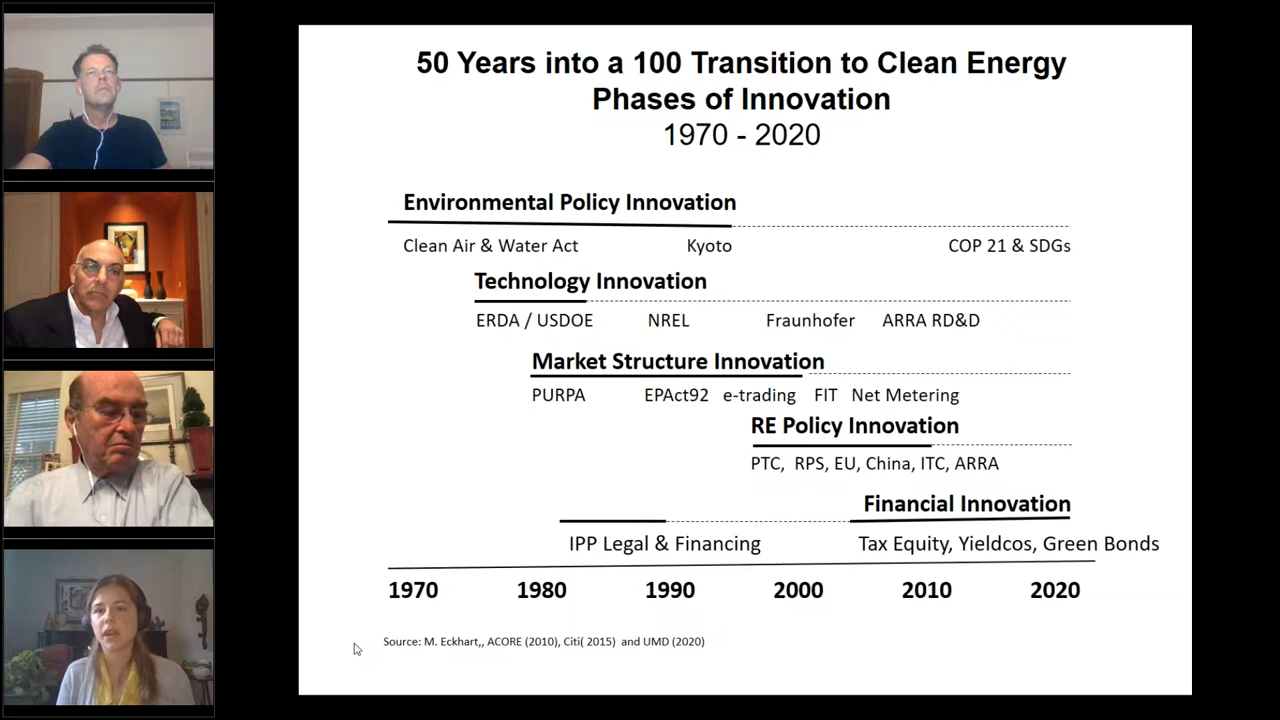 50 Years into a 100 Transition to Clean Energy
Phases of Innovation
1970 - 2020
Environmental Policy Innovation
Clean Air & Water Act Kyoto COP 21 & SDGs
Technology Innovation
ERDA / USDOE NREL Fraunhofer ARRA RD&D
Market Structure Innovation
PURPA EPAct92 e-trading FIT Net Metering
RE Policy Innovation
PTC, RPS, EU, China, ITC, ARRA
Financial Innovation
IPP Legal & Financing Tax Equity, Yieldcos, Green Bonds
1970 1980 1990 2000 2010 2020
Source: M. Eckhart,, ACORE (2010), Citi( 2015) and UMD (2020)